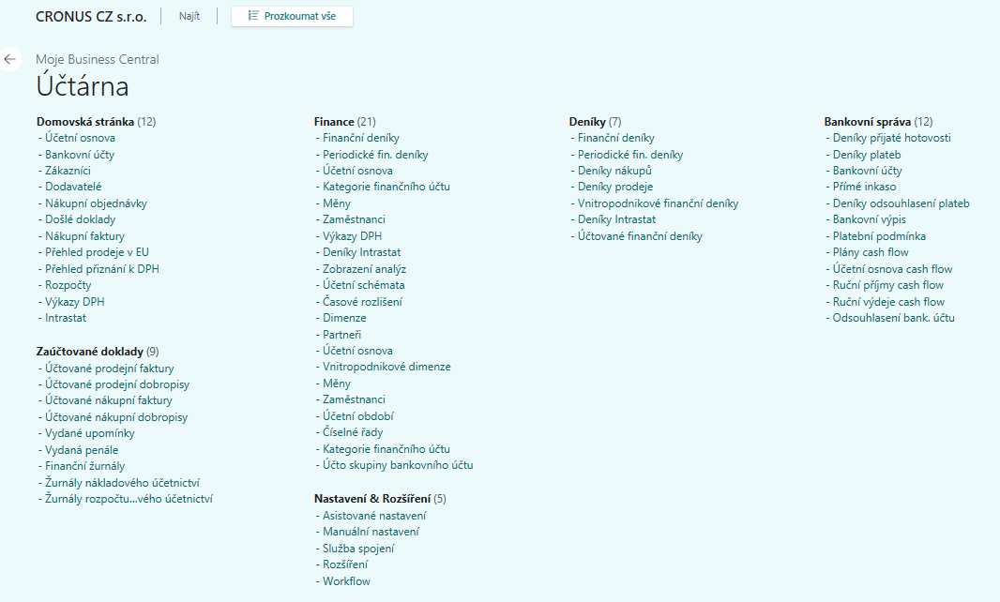 CRONUS CZ s.r.o.
Najít
Prozkoumat vše
Moje Business Central
Účtárna
Domovská stránka (12)
- Účetní osnova
- Bankovní účty
- Zákazníci
- Dodavatelé
- Nákupní objednávky
- Došlé doklady
- Nákupní faktury
- Přehled prodeje v EU
- Přehled přiznání k DPH
- Rozpočty
- Výkazy DPH
- Intrastat
Zaúčtované doklady (9)
- Účtované prodejní faktury
- Účtované prodejní dobropisy
- Účtované nákupní faktury
- Účtované nákupní dobropisy
- Vydané upomínky
- Vydaná penále
- Finanční žurnály
- Žurnály nákladového účetnictví
- Žurnály rozpočtu...vého účetnictví
Finance (21)
- Finanční deníky
- Periodické fin. deníky
- Účetní osnova
- Kategorie finančního účtu
- Měny
- Zaměstnanci
- Výkazy DPH
- Deníky Intrastat
- Zobrazení analýz
- Účetní schémata
- Časové rozlišení
- Dimenze
- Partneři
- Účetní osnova
- Vnitropodnikové dimenze
- Měny
- Zaměstnanci
- Účetní období
- Číselné řady
- Kategorie finančního účtu
- Účto skupiny bankovního účtu
Nastavení & Rozšíření (5)
- Asistované nastavení
- Manuální nastavení
- Služba spojení
- Rozšíření
- Workflow
Deníky (7)
- Finanční deníky
- Periodické fin. deníky
- Deníky nákupů
- Deníky prodeje
- Vnitropodnikové finanční deníky
- Deníky Intrastat
- Účtované finanční deníky
Bankovní správa (12)
- Deníky přijaté hotovosti
- Deníky plateb
- Bankovní účty
- Přímé inkaso
- Deníky odsouhlasení plateb
- Bankovní výpis
- Platební podmínka
- Plány cash flow
- Účetní osnova cash flow
- Ruční příjmy cash flow
- Ruční výdeje cash flow
- Odsouhlasení bank. účtu